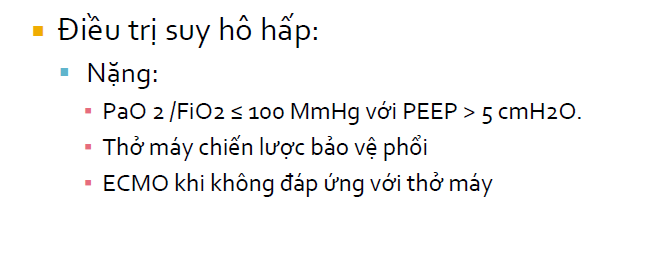 Điều trị suy hô hấp:
Nặng:
PaO 2 /FiO2 ≤ 100 MmHg với PEEP > 5 cmH2O.
Thở máy chiến lược bảo vệ phổi
ECMO khi không đáp ứng với thở máy